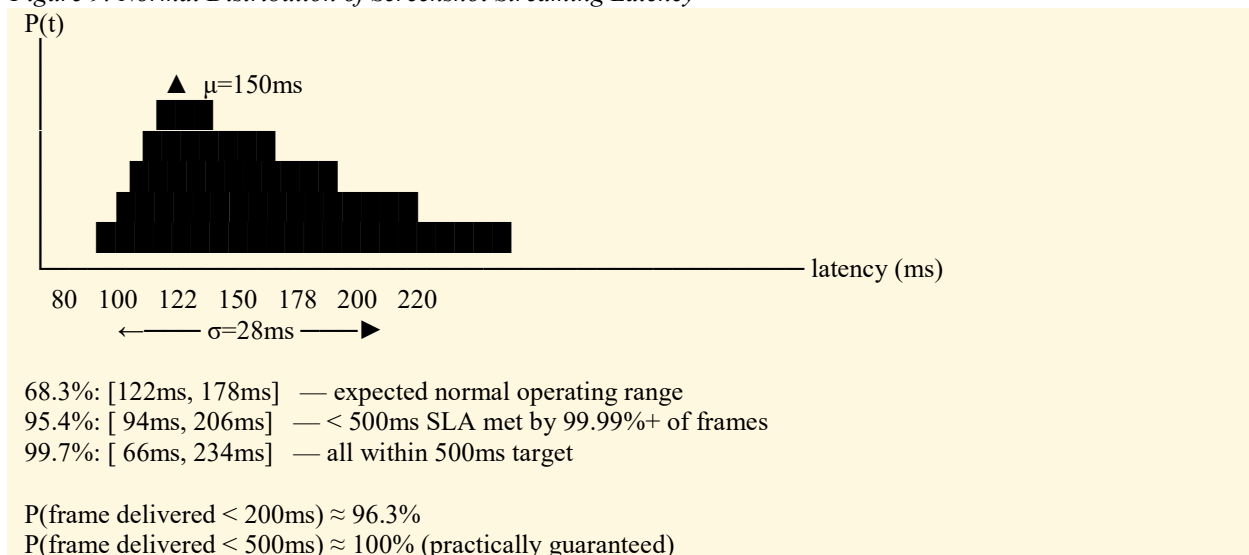 Figure 9: Normal Distribution of Screenshot Streaming Latency
P(t)
▲ μ=150ms
latency (ms)
80 100 122 150 178 200 220
←─── σ=28ms ───►
68.3%: [122ms, 178ms] — expected normal operating range
95.4%: [ 94ms, 206ms] — < 500ms SLA met by 99.99%+ of frames
99.7%: [ 66ms, 234ms] — all within 500ms target
P(frame delivered < 200ms) ≈ 96.3%
P(frame delivered < 500ms) ≈ 100% (practically guaranteed)